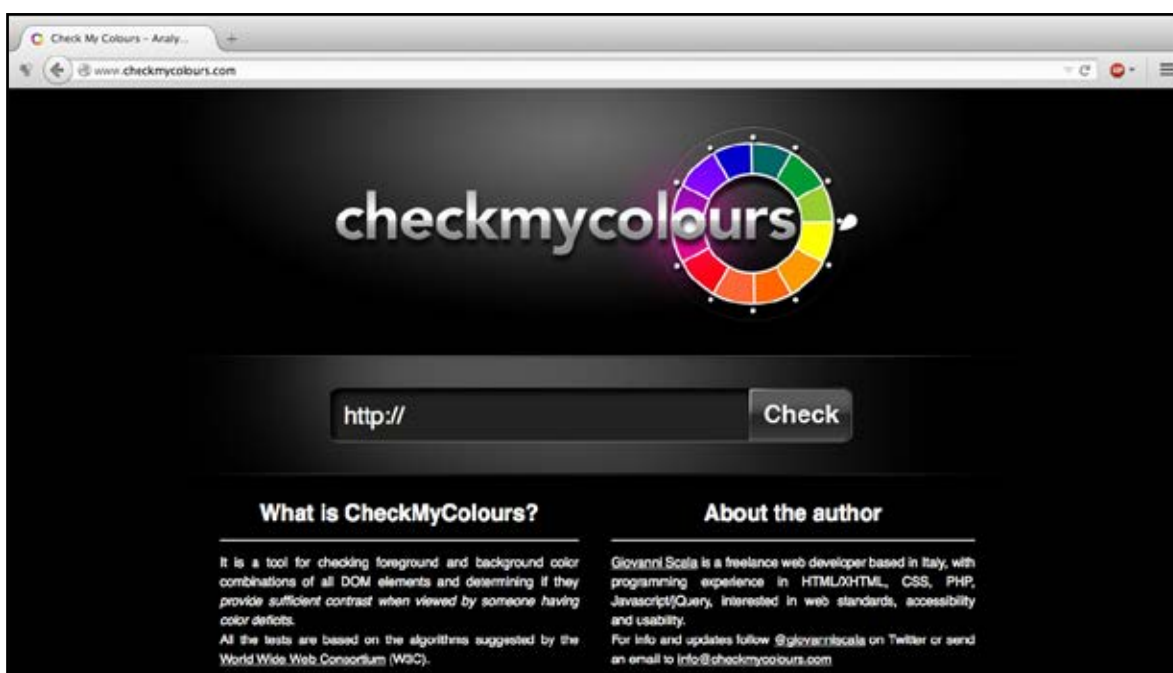 Check My Colours - Analy...
www.checkmycolours.com
checkmycolours
http://
Check
What is CheckMyColours?
It is a tool for checking foreground and background color
combinations of all DOM elements and determining if they
provide sufficient contrast when viewed by someone having
color deficits.
All the tests are based on the algorithms suggested by the
World Wide Web Consortium (W3C).
About the author
Giovanni Scala is a freelance web developer based in Italy, with
programming experience in HTML/XHTML, CSS, PHP,
Javascript/jQuery, interested in web standards, accessibility
and usability.
For info and updates follow @giovanniscala on Twitter or send
an email to info@checkmycolours.com